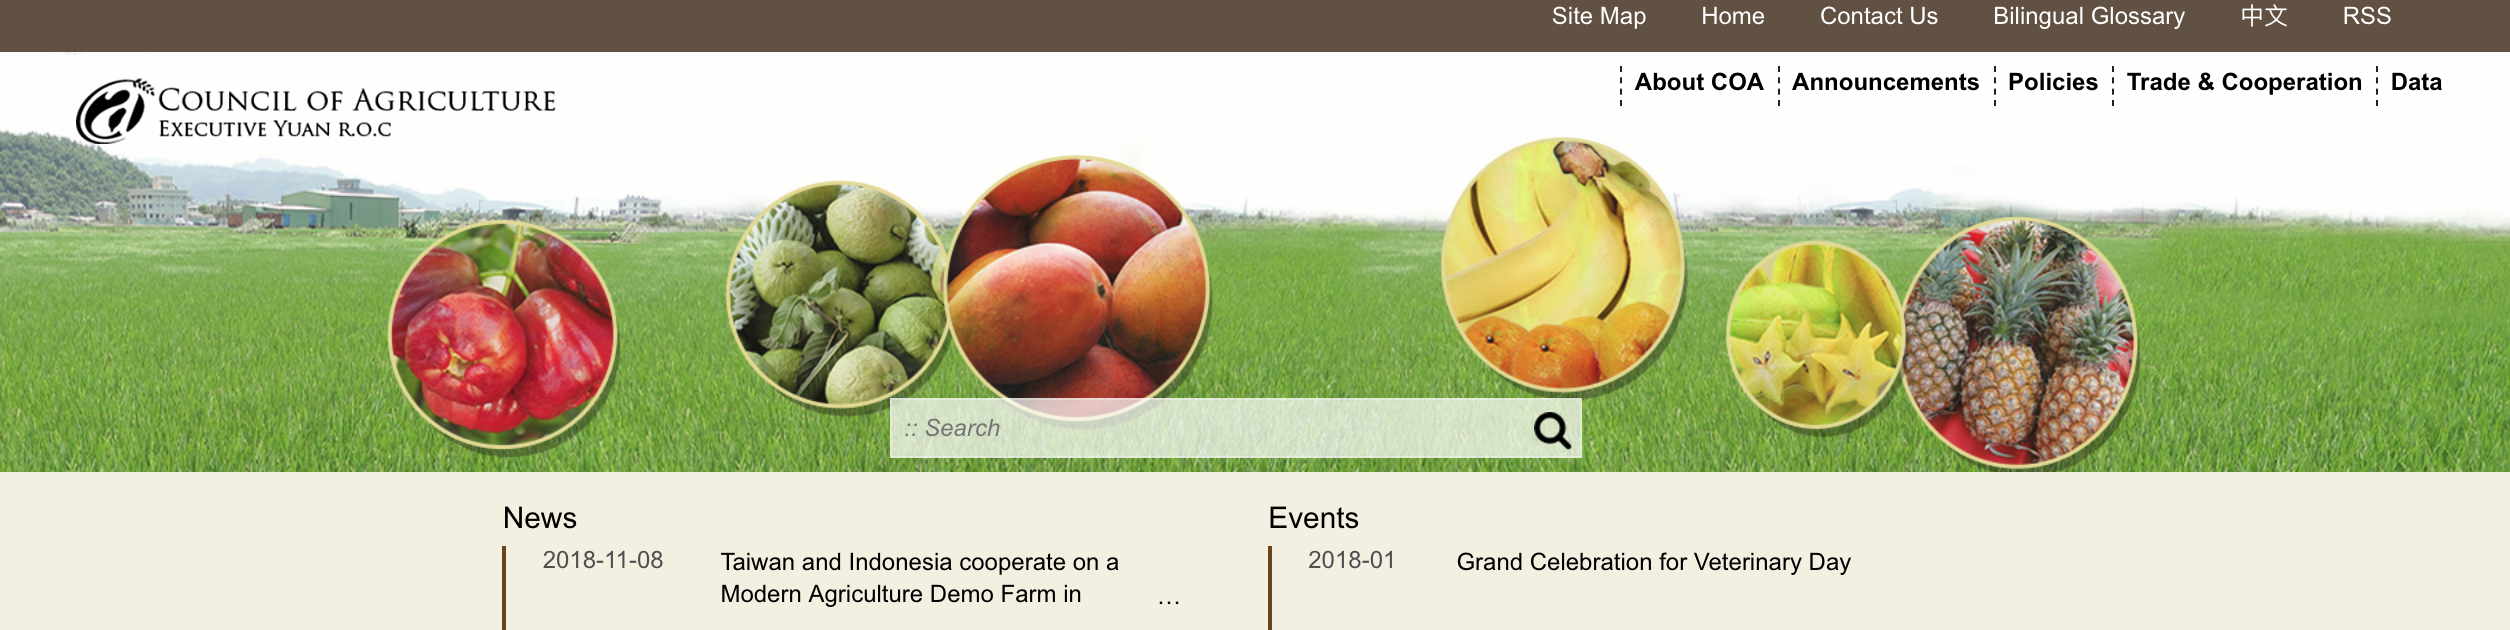 Site Map Home Contact Us Bilingual Glossary 中文 RSS
COUNCIL OF AGRICULTURE
EXECUTIVE YUAN R.O.C
About COA Announcements Policies Trade & Cooperation Data
:: Search
News
2018-11-08 Taiwan and Indonesia cooperate on a
Modern Agriculture Demo Farm in ...
Events
2018-01 Grand Celebration for Veterinary Day